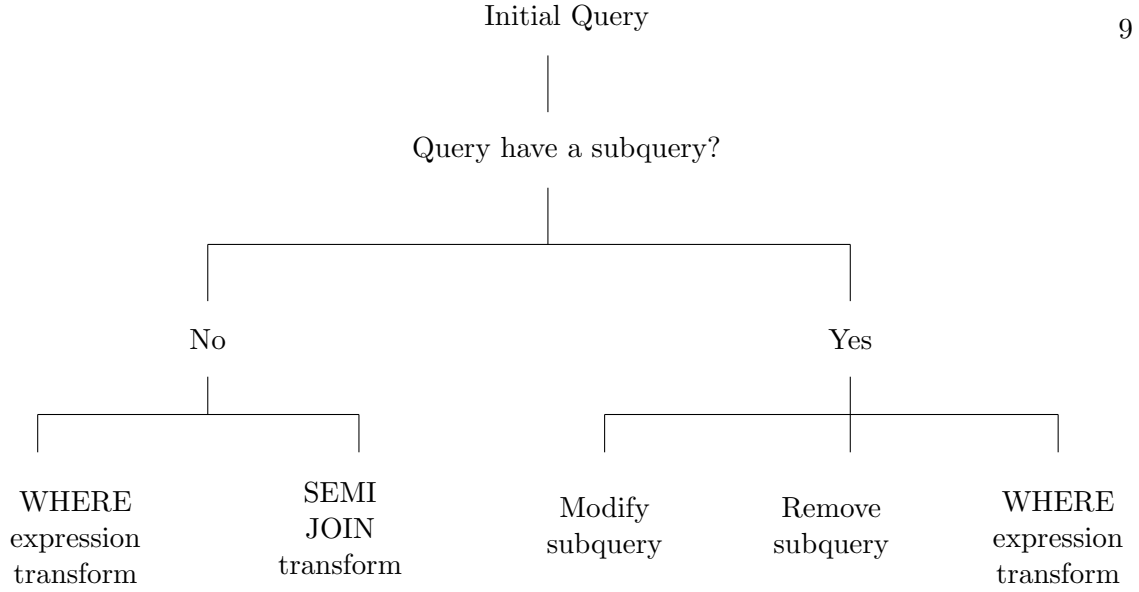 Initial Query
9
Query have a subquery?
No
Yes
WHERE
expression
transform
SEMI
JOIN
transform
Modify
subquery
Remove
subquery
WHERE
expression
transform